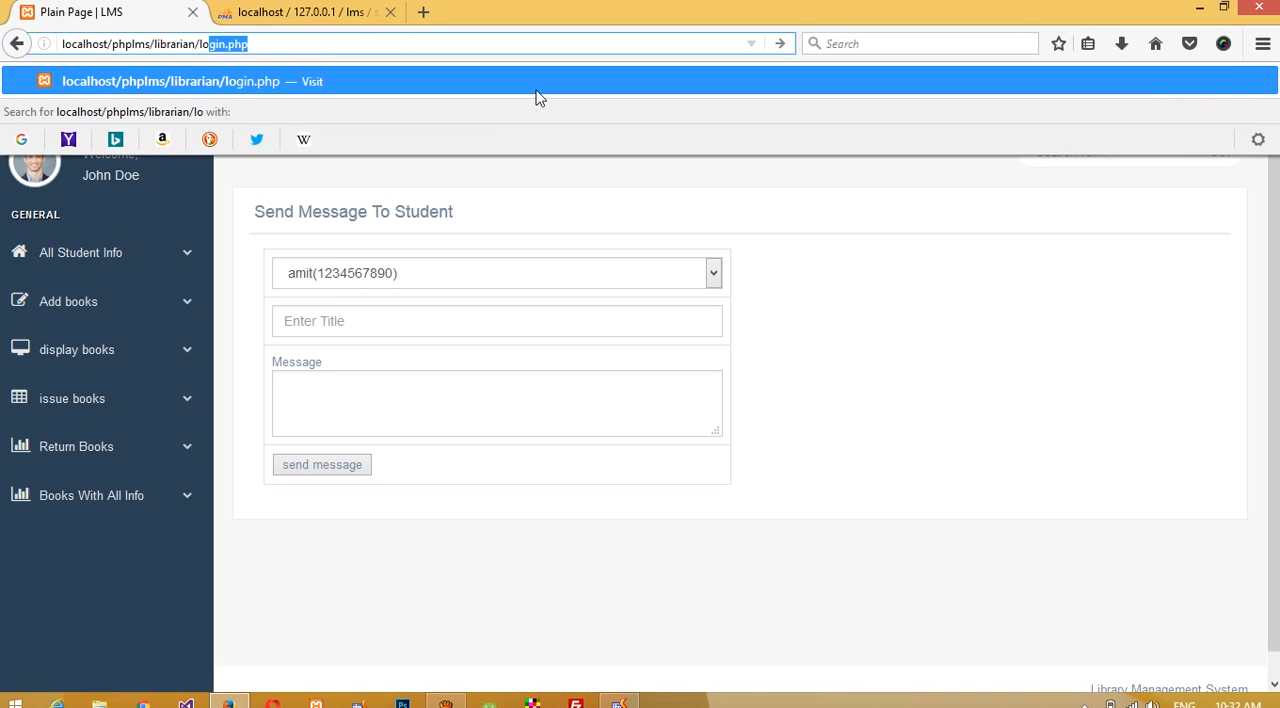 Plain Page | LMS
localhost / 127.0.0.1 / lms /
localhost/phplms/librarian/login.php
Search
localhost/phplms/librarian/login.php — Visit
Search for localhost/phplms/librarian/lo with:
Welcome,
John Doe
GENERAL
Send Message To Student
All Student Info
amit(1234567890)
Add books
Enter Title
display books
Message
issue books
Return Books
send message
Books With All Info
Library Management System
ENG
10:32 AM